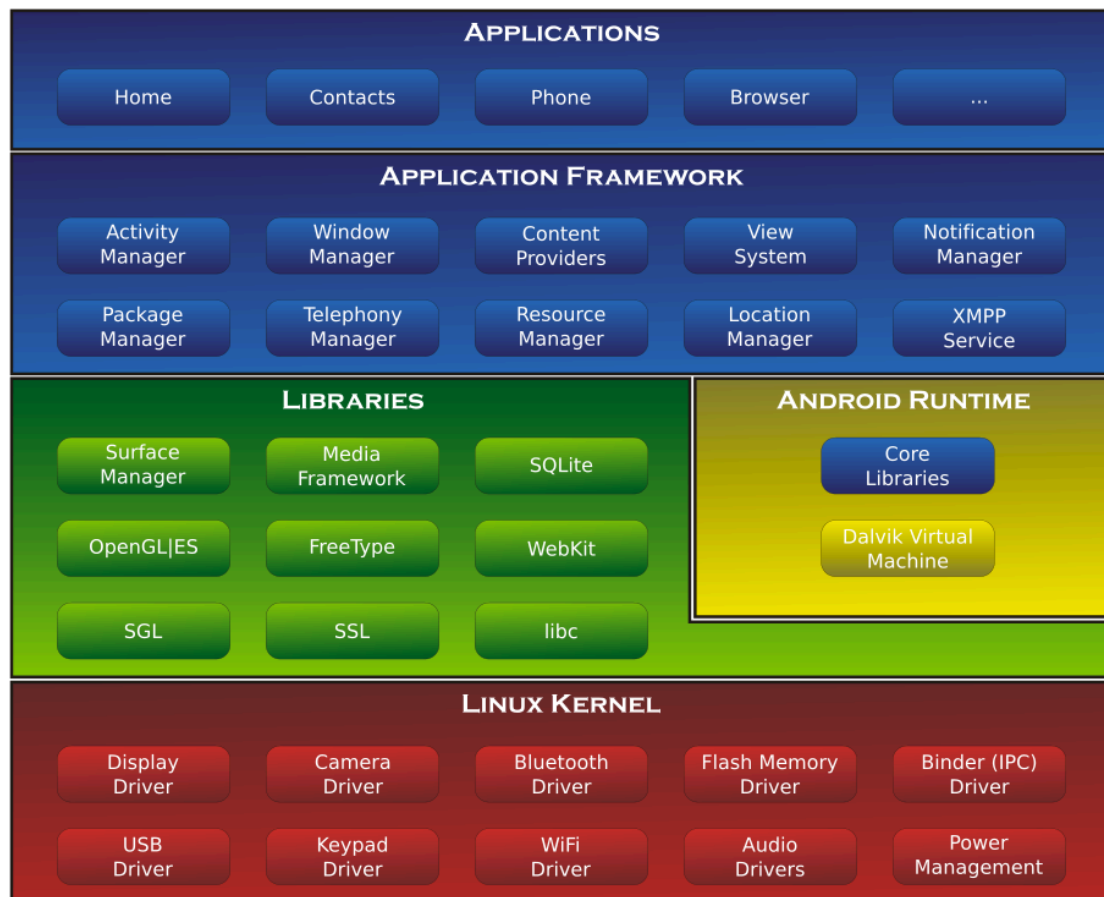 APPLICATIONS
Home
Contacts
Phone
Browser
...
APPLICATION FRAMEWORK
Activity
Manager
Window
Manager
Content
Providers
View
System
Notification
Manager
Package
Manager
Telephony
Manager
Resource
Manager
Location
Manager
XMPP
Service
LIBRARIES
Surface
Manager
Media
Framework
SQLite
OpenGL|ES
FreeType
WebKit
SGL
SSL
libc
ANDROID RUNTIME
Core
Libraries
Dalvik Virtual
Machine
LINUX KERNEL
Display
Driver
Camera
Driver
Bluetooth
Driver
Flash Memory
Driver
Binder (IPC)
Driver
USB
Driver
Keypad
Driver
WiFi
Driver
Audio
Drivers
Power
Management